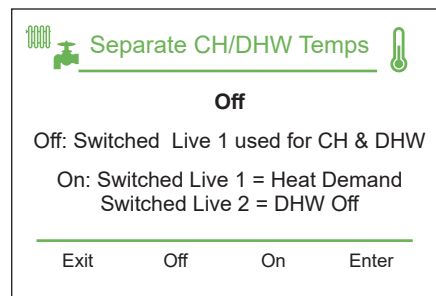 Separate CH/DHW Temps
Off
Off: Switched Live 1 used for CH & DHW
On: Switched Live 1 = Heat Demand
Switched Live 2 = DHW Off
Exit Off On Enter